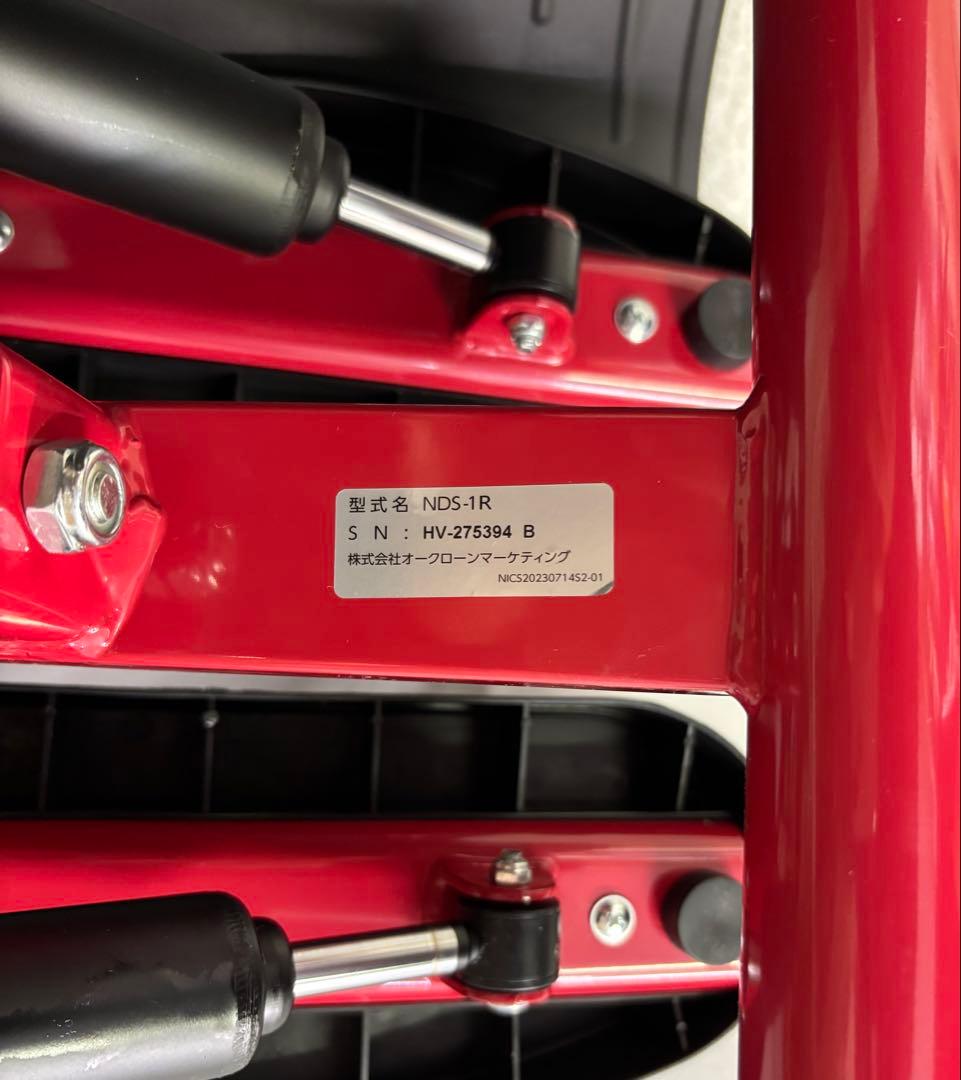 型式名 NDS-1R
S N : HV-275394 B
株式会社オークローンマーケティング
NICS20230714S2-01